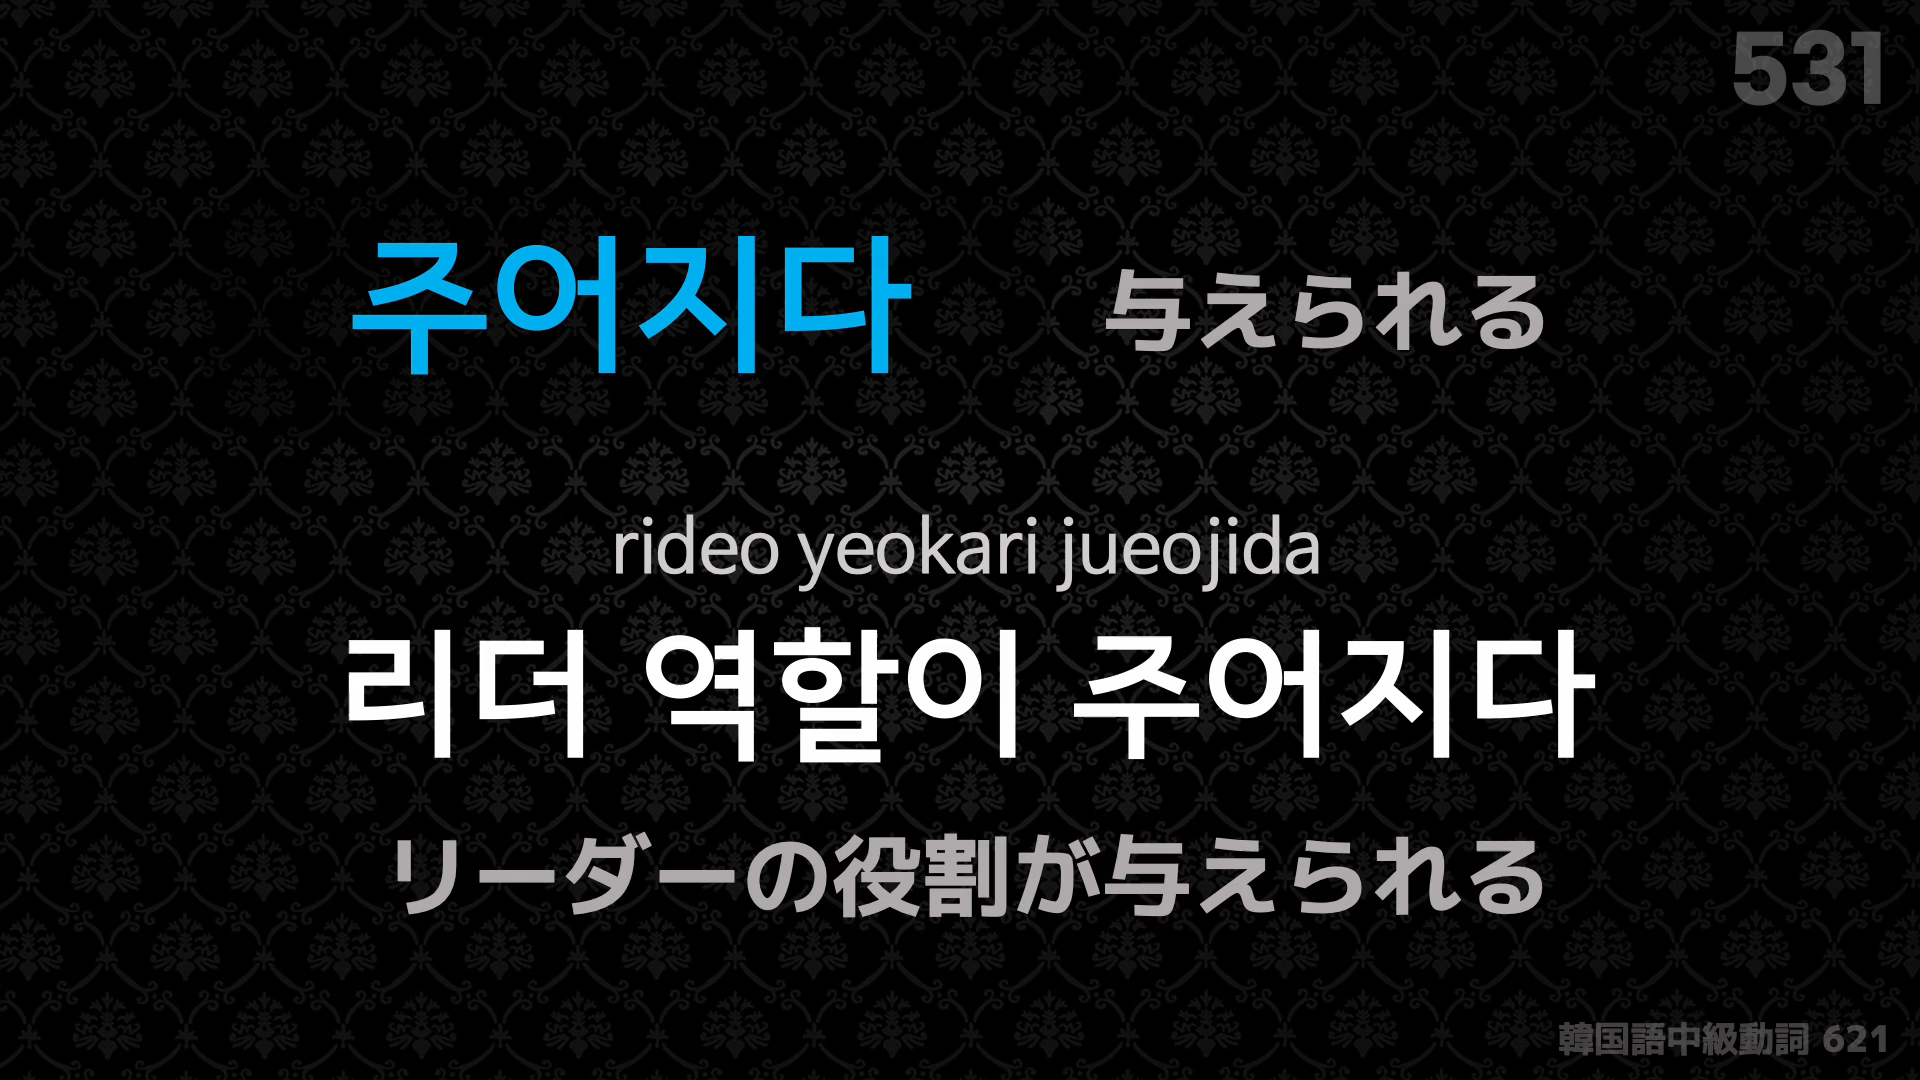 531
주어지다 与えられる
rideo yeokari jueojida
리더 역할이 주어지다
リーダーの役割が与えられる
韓国語中級動詞 621